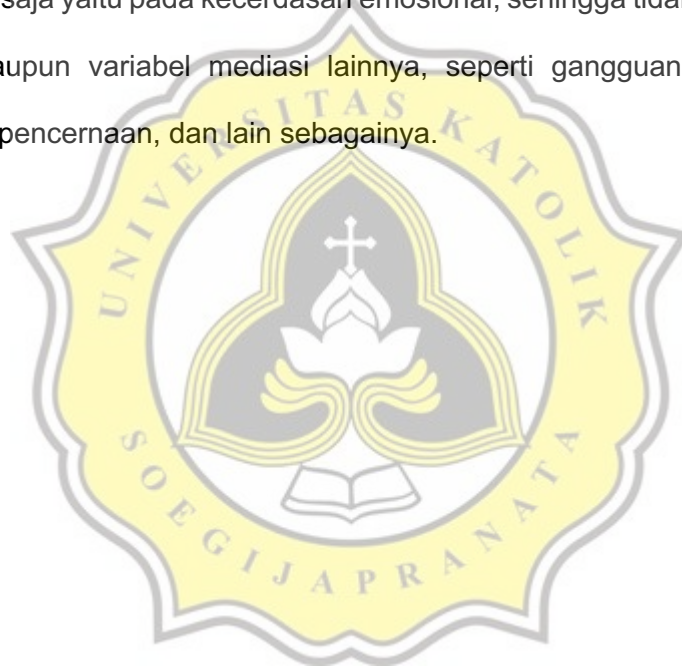 saja yaitu pada kecerdasan emosional, sehingga tidak
aupun variabel mediasi lainnya, seperti gangguan
pencernaan, dan lain sebagainya.
UNIVERSITAS KATOLIK
SOEGIJAPRANATA